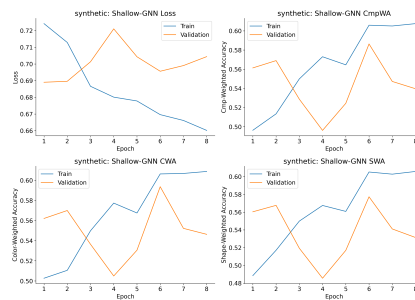 synthetic: Shallow-GNN Loss
Loss
0.72
0.71
0.70
0.69
0.68
0.67
0.66
Train
Validation
1 2 3 4 5 6 7 8
Epoch
synthetic: Shallow-GNN CmpWA
Cmp-Weighted Accuracy
0.60
0.58
0.56
0.54
0.52
0.50
Train
Validation
1 2 3 4 5 6 7 8
Epoch
synthetic: Shallow-GNN CWA
Color-Weighted Accuracy
0.60
0.58
0.56
0.54
0.52
0.50
Train
Validation
1 2 3 4 5 6 7 8
Epoch
synthetic: Shallow-GNN SWA
Shape-Weighted Accuracy
0.60
0.58
0.56
0.54
0.52
0.50
0.48
Train
Validation
1 2 3 4 5 6 7 8
Epoch